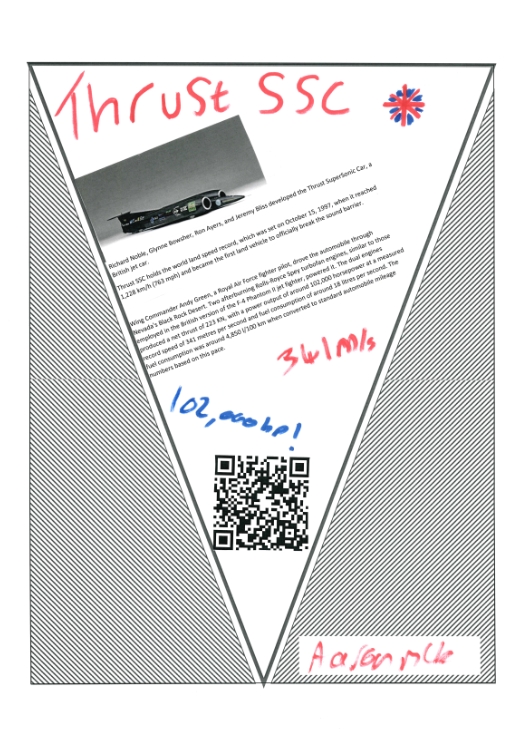 Thrust SSC
Richard Noble, Glynne Bowsher, Ron Ayers, and Jeremy Bliss developed the Thrust SuperSonic Car, a
British jet car.
Thrust SSC holds the world land speed record, which was set on October 15, 1997, when it reached
1,228 km/h (763 mph) and became the first land vehicle to officially break the sound barrier.
Wing Commander Andy Green, a Royal Air Force fighter pilot, drove the automobile through
Nevada's Black Rock Desert. Two afterburning Rolls-Royce Spey turbofan engines, similar to those
employed in the British version of the F-4 Phantom II jet fighter, powered it. The dual engines
produced a net thrust of 223 KN, with a power output of around 102,000 horsepower at a measured
record speed of 341 metres per second and fuel consumption of around 18 litres per second. The
fuel consumption was around 4,850 l/100 km when converted to standard automobile mileage
numbers based on this pace.
341m/s
102,000hp!